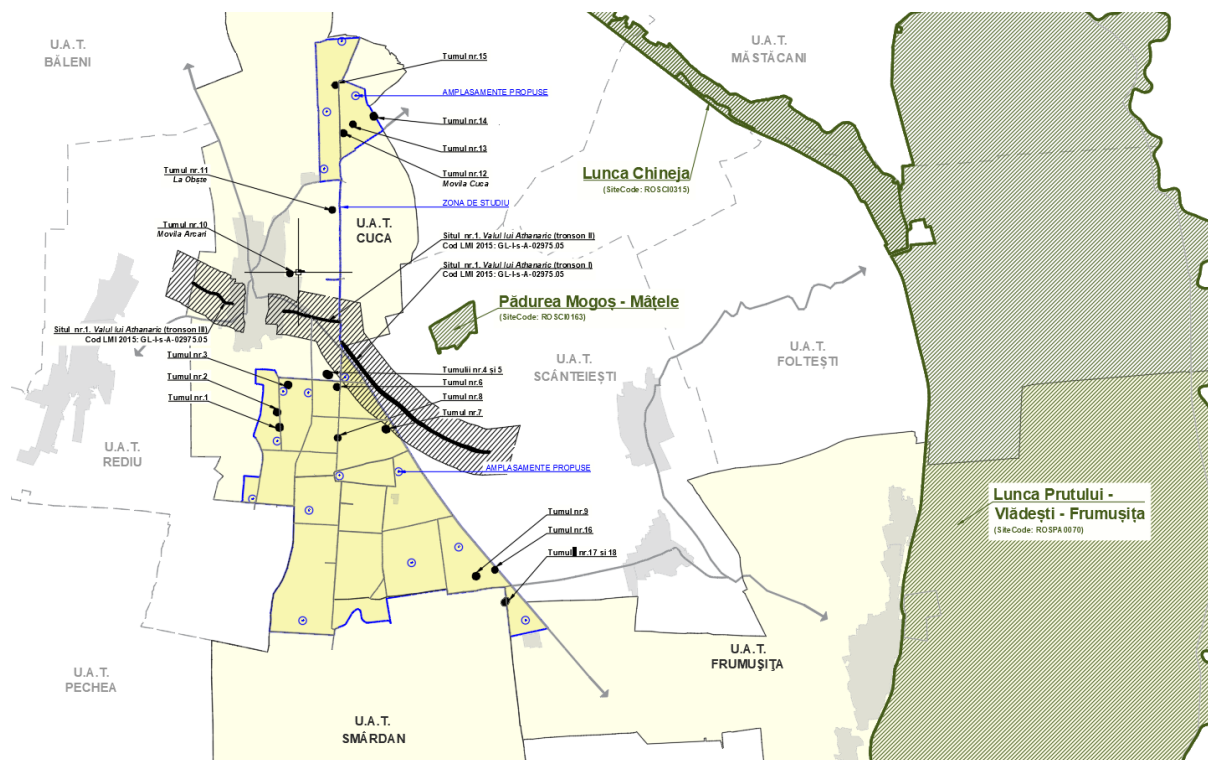 U.A.T.
BĂLENI
Tumul nr.15
U.A.T.
MĂSTĂCANI
AMPLASAMENTE PROPUSE
Tumul nr.14
Tumul nr.13
Tumul nr.12
Movila Cuca
Tumul nr.11
La Obște
Lunca Chineja
(SiteCode: ROSCI0315)
ZONA DE STUDIU
Tumul nr.10
Movila Arcari
U.A.T.
CUCA
Situl nr.1. Valul lui Athanaric (tronson II)
Cod LMI 2015: GL-I-s-A-02975.05
Situl nr.1. Valul lui Athanaric (tronson I)
Cod LMI 2015: GL-I-s-A-02975.05
Pădurea Mogoș - Mâțele
(SiteCode: ROSCI0163)
Situl nr.1. Valul lui Athanaric (tronson III)
Cod LMI 2015: GL-I-s-A-02975.05
U.A.T.
FOLTEȘTI
U.A.T.
SCÂNTEIEȘTI
Tumul nr.3
Tumul nr.2
Tumul nr.1
Tumulii nr.4 și 5
Tumul nr.6
Tumul nr.8
Tumul nr.7
U.A.T.
REDIU
AMPLASAMENTE PROPUSE
Lunca Prutului -
Vlădești - Frumușița
(SiteCode: ROSPA0070)
Tumul nr.9
Tumul nr.16
Tumul nr.17 si 18
U.A.T.
PECHEA
U.A.T.
FRUMUȘIȚA
U.A.T.
SMÂRDAN